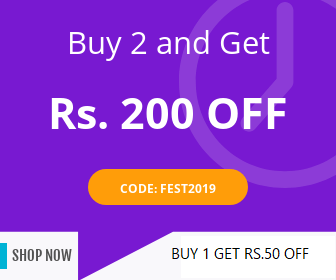 Buy 2 and Get
Rs. 200 OFF
CODE: FEST2019
SHOP NOW
BUY 1 GET RS.50 OFF